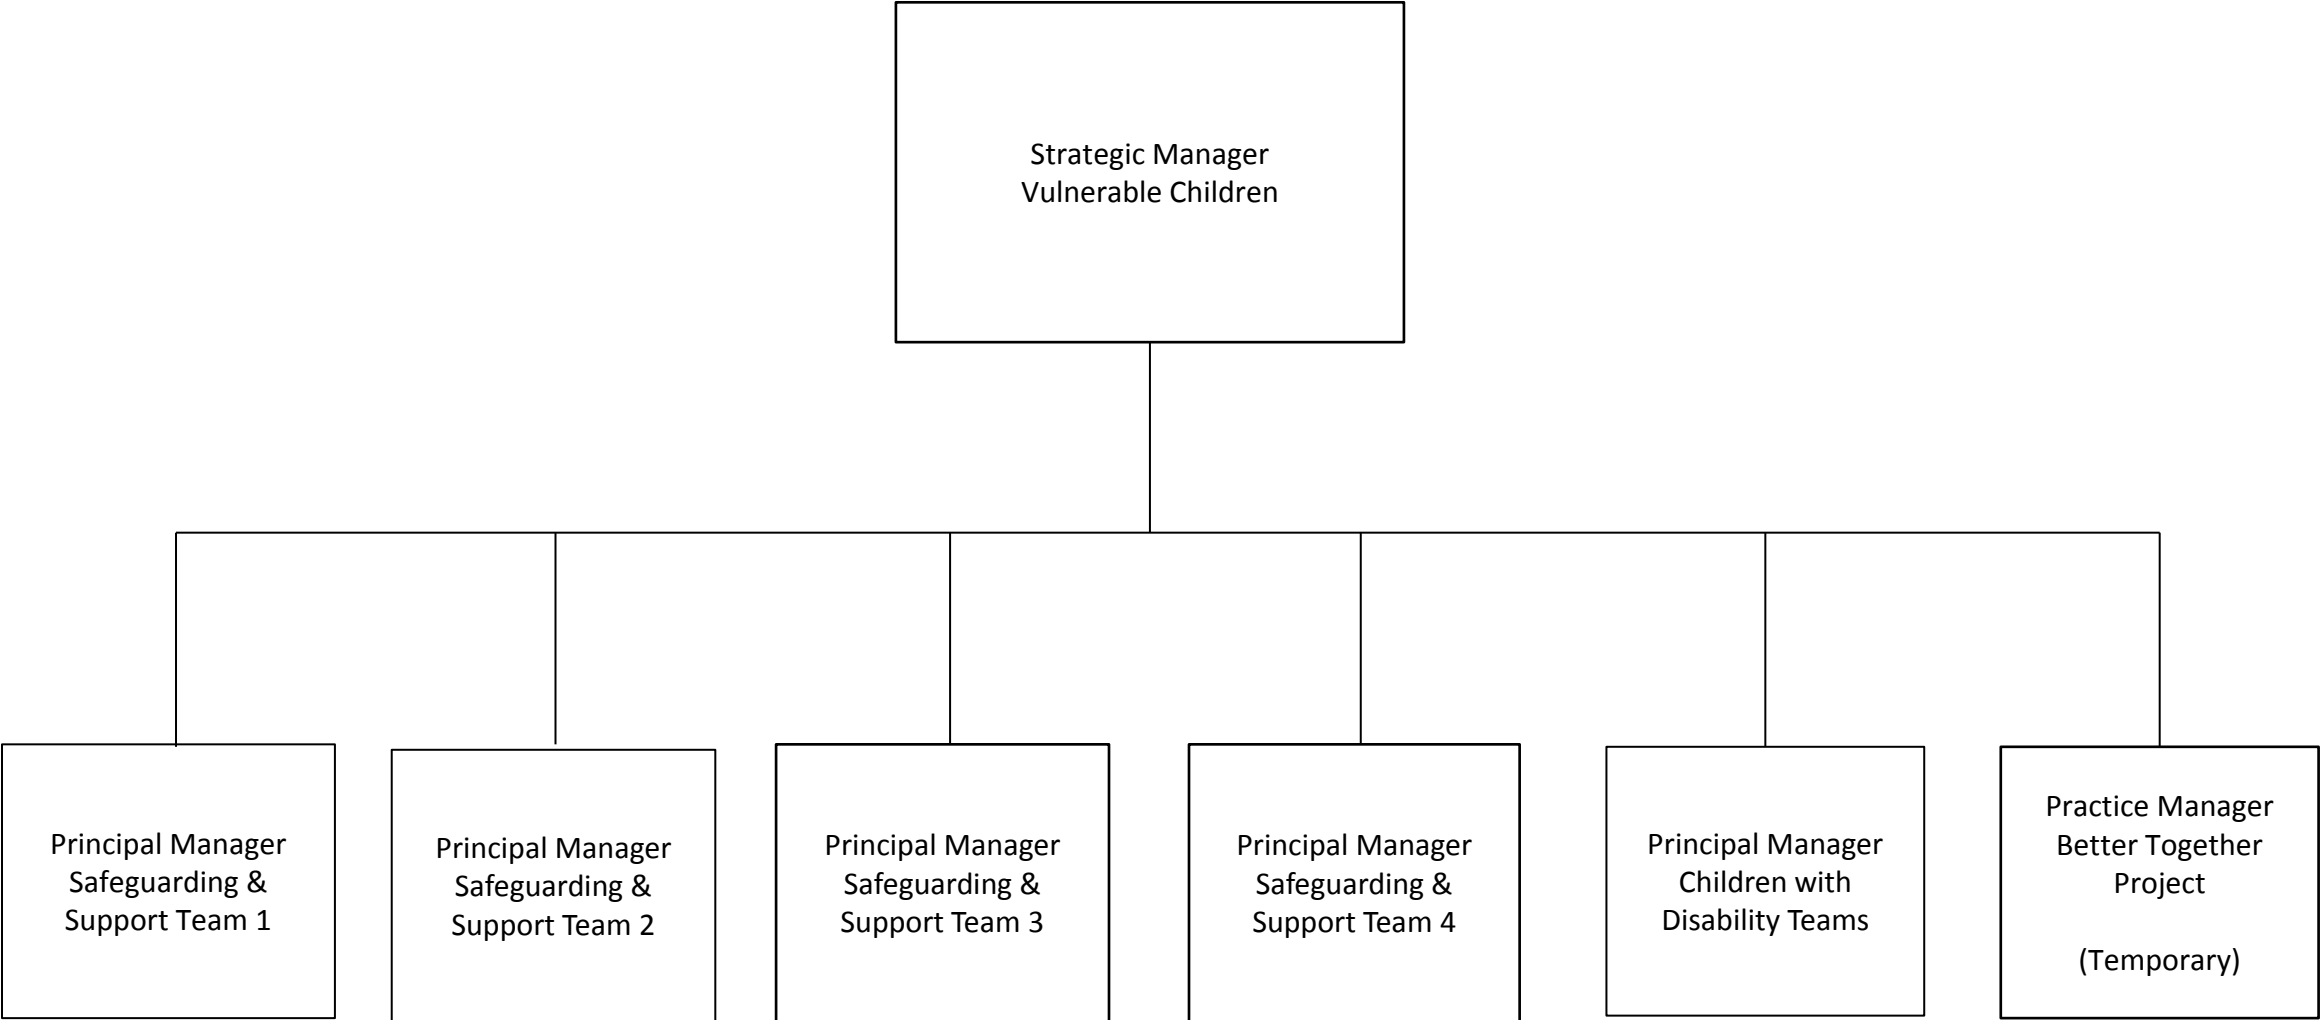 Strategic Manager
Vulnerable Children
Principal Manager
Safeguarding &
Support Team 1
Principal Manager
Safeguarding &
Support Team 2
Principal Manager
Safeguarding &
Support Team 3
Principal Manager
Safeguarding &
Support Team 4
Principal Manager
Children with
Disability Teams
Practice Manager
Better Together
Project
(Temporary)